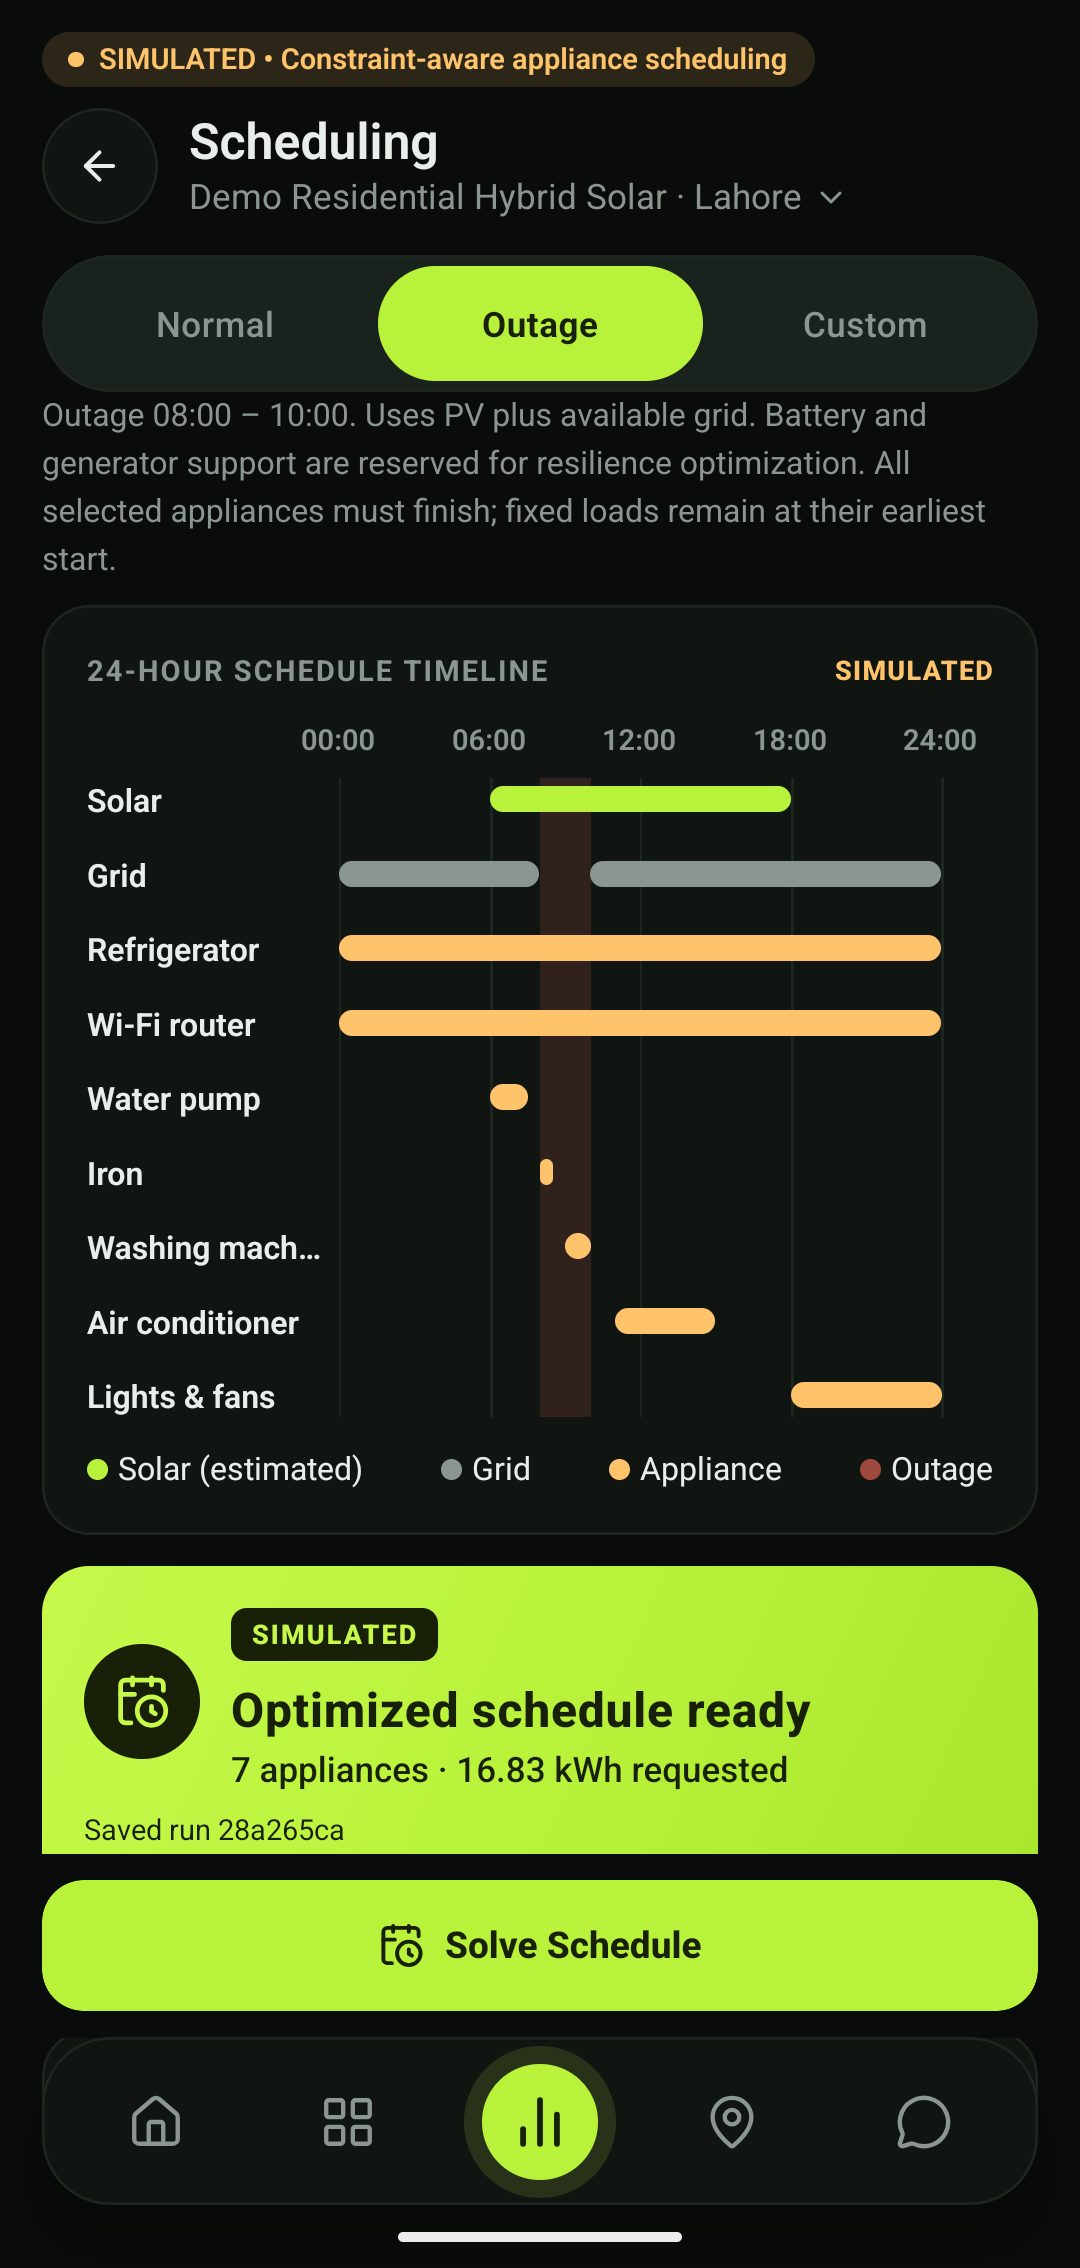 SIMULATED • Constraint-aware appliance scheduling
Scheduling
Demo Residential Hybrid Solar · Lahore
Normal
Outage
Custom
Outage 08:00 – 10:00. Uses PV plus available grid. Battery and
generator support are reserved for resilience optimization. All
selected appliances must finish; fixed loads remain at their earliest
start.
24-HOUR SCHEDULE TIMELINE
SIMULATED
00:00 06:00 12:00 18:00 24:00
Solar
Grid
Refrigerator
Wi-Fi router
Water pump
Iron
Washing mach...
Air conditioner
Lights & fans
Solar (estimated) Grid Appliance Outage
SIMULATED
Optimized schedule ready
7 appliances · 16.83 kWh requested
Saved run 28a265ca
Solve Schedule